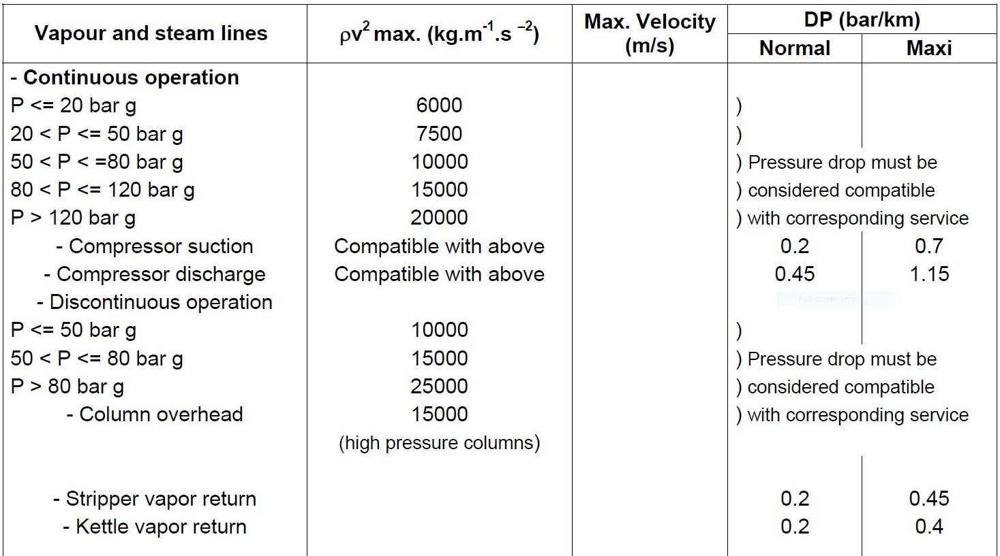 Vapour and steam lines ρv2 max. (kg.m-1.s –2) Max. Velocity (m/s) DP (bar/km)
Normal Maxi
- Continuous operation
P <= 20 bar g 6000 )
20 < P <= 50 bar g 7500 )
50 < P < =80 bar g 10000 ) Pressure drop must be
80 < P <= 120 bar g 15000 ) considered compatible
P > 120 bar g 20000 ) with corresponding service
- Compressor suction Compatible with above 0.2 0.7
- Compressor discharge Compatible with above 0.45 1.15
- Discontinuous operation
Full-screen Snip
P <= 50 bar g 10000 )
50 < P <= 80 bar g 15000 ) Pressure drop must be
P > 80 bar g 25000 ) considered compatible
- Column overhead 15000 ) with corresponding service
(high pressure columns)
- Stripper vapor return 0.2 0.45
- Kettle vapor return 0.2 0.4